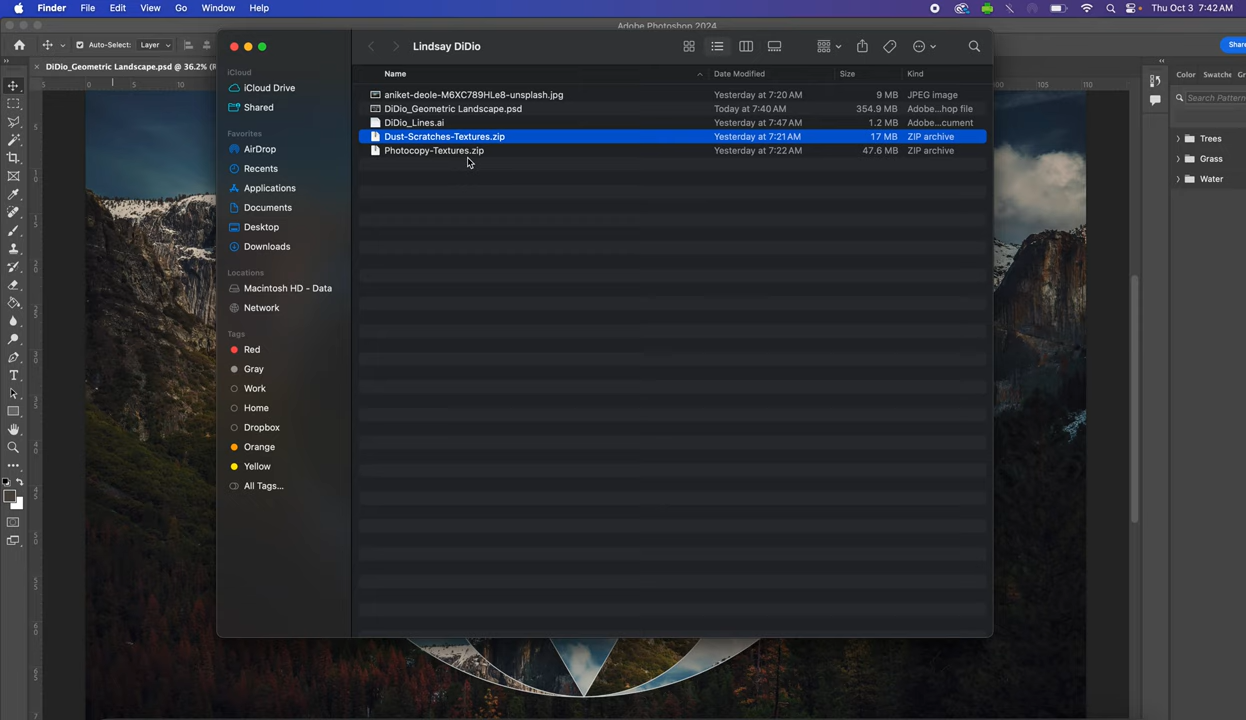 Finder File Edit View Go Window Help Thu Oct 3 7:42 AM
Adobe Photoshop 2024
Auto-Select: Layer
Share
DiDio_Geometric Landscape.psd @ 36.2% (R
Lindsay DiDio
iCloud
iCloud Drive
Shared
Favorites
AirDrop
Recents
Applications
Documents
Desktop
Downloads
Locations
Macintosh HD - Data
Network
Tags
Red
Gray
Work
Home
Dropbox
Orange
Yellow
All Tags...
Name Date Modified Size Kind
aniket-deole-M6XC789HLe8-unsplash.jpg Yesterday at 7:20 AM 9 MB JPEG image
DiDio_Geometric Landscape.psd Today at 7:40 AM 354.9 MB Adobe...hop file
DiDio_Lines.ai Yesterday at 7:47 AM 1.2 MB Adobe...cument
Dust-Scratches-Textures.zip Yesterday at 7:21 AM 17 MB ZIP archive
Photocopy-Textures.zip Yesterday at 7:22 AM 47.6 MB ZIP archive
Color Swatche Gr
Search Pattern
Trees
Grass
Water